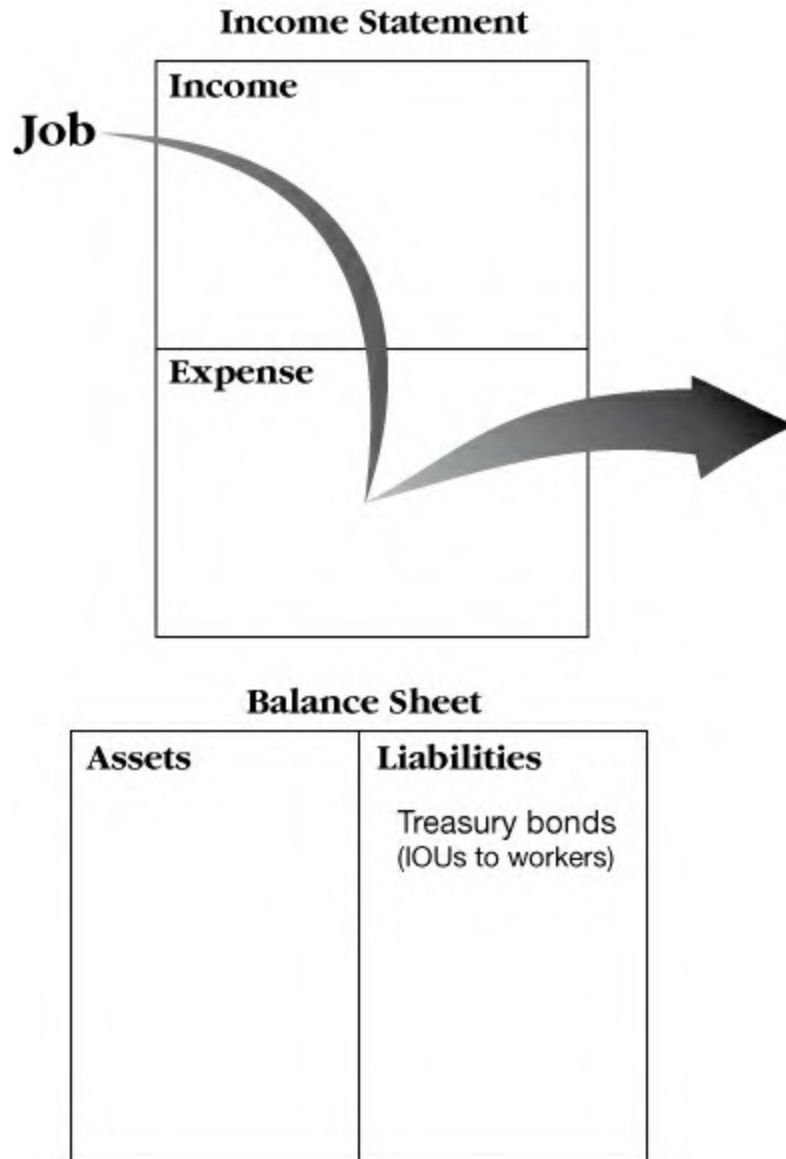 Income Statement
Income
Job
Expense
Balance Sheet
Assets
Liabilities
Treasury bonds
(IOUs to workers)